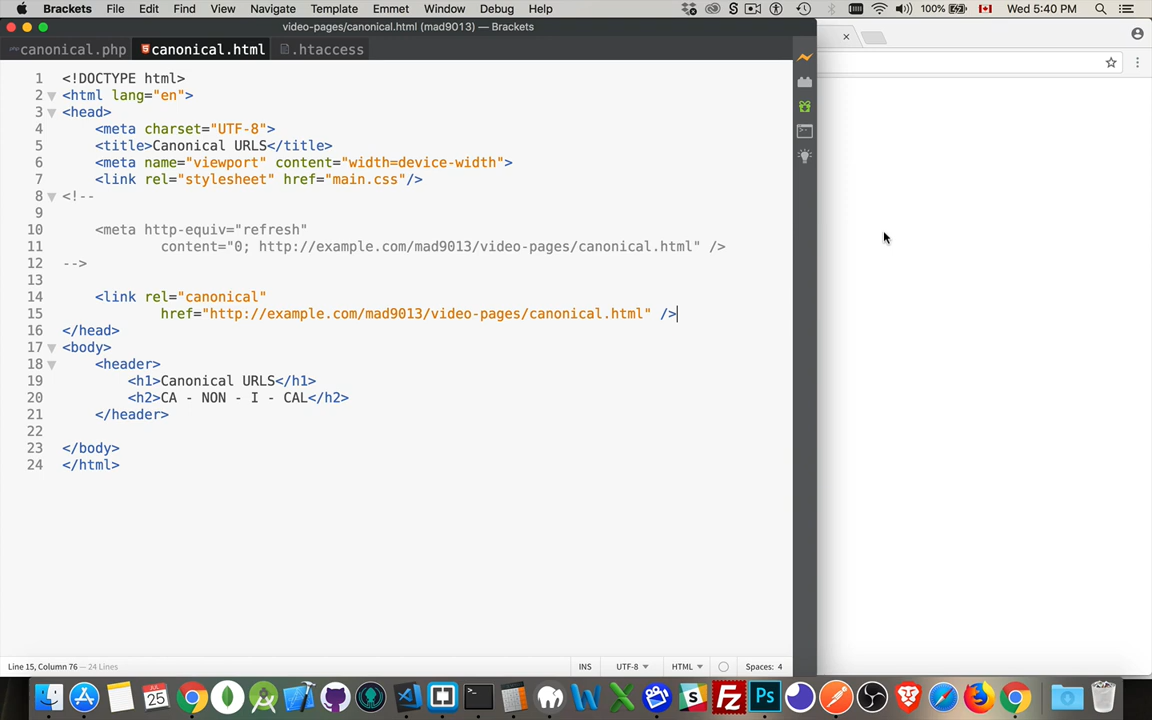 Brackets File Edit Find View Navigate Template Emmet Window Debug Help 100% Wed 5:40 PM
video-pages/canonical.html (mad9013) — Brackets
canonical.php canonical.html .htaccess
1 <!DOCTYPE html>
2 <html lang="en">
3 <head>
4 <meta charset="UTF-8">
5 <title>Canonical URLS</title>
6 <meta name="viewport" content="width=device-width">
7 <link rel="stylesheet" href="main.css"/>
8 <!--
9
10 <meta http-equiv="refresh"
11 content="0; http://example.com/mad9013/video-pages/canonical.html" />
12 -->
13
14 <link rel="canonical"
15 href="http://example.com/mad9013/video-pages/canonical.html" />
16 </head>
17 <body>
18 <header>
19 <h1>Canonical URLS</h1>
20 <h2>CA - NON - I - CAL</h2>
21 </header>
22
23 </body>
24 </html>
Line 15, Column 76 — 24 Lines INS UTF-8 HTML Spaces: 4
JUL
25